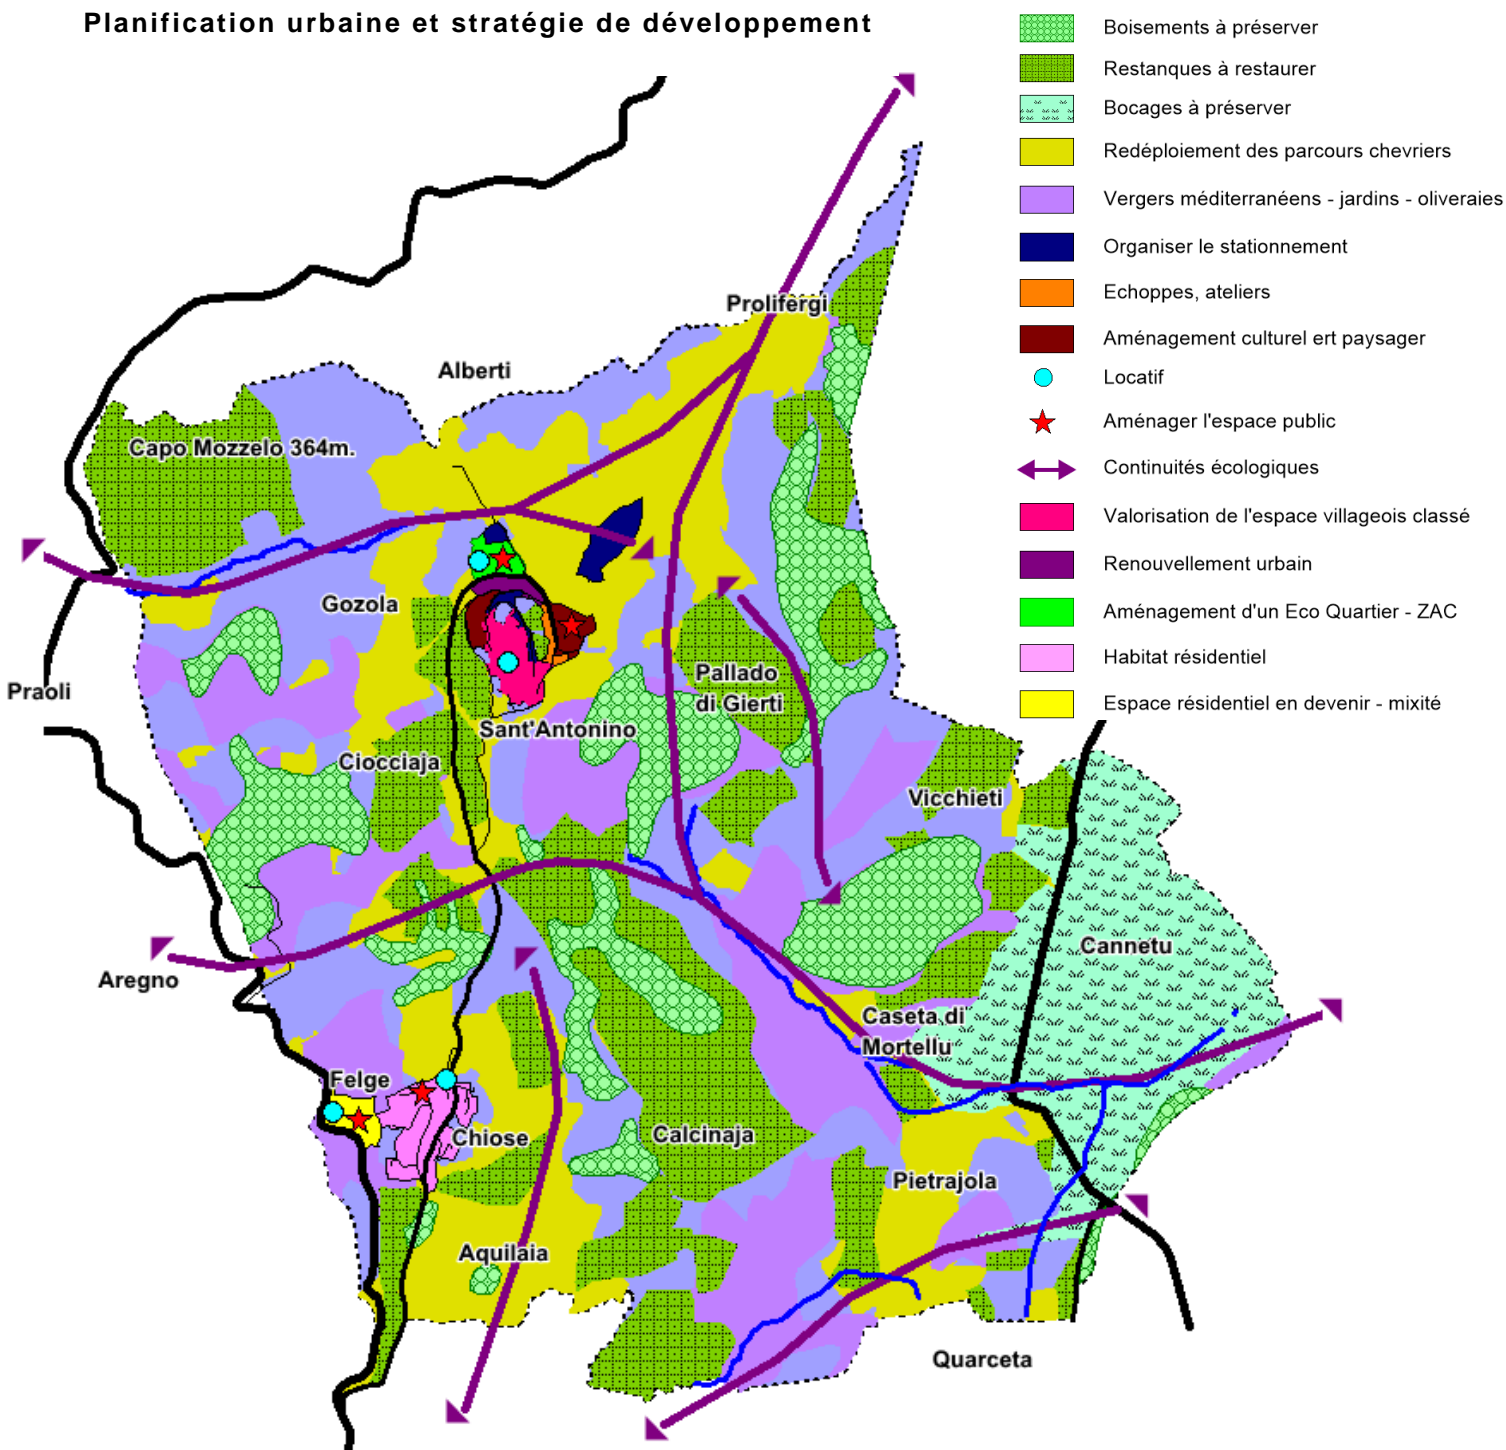 Planification urbaine et stratégie de développement
Boisements à préserver
Restanques à restaurer
Bocages à préserver
Redéploiement des parcours chevriers
Vergers méditerranéens - jardins - oliveraies
Organiser le stationnement
Echoppes, ateliers
Aménagement culturel ert paysager
Locatif
Aménager l'espace public
Continuités écologiques
Valorisation de l'espace villageois classé
Renouvellement urbain
Aménagement d'un Eco Quartier - ZAC
Habitat résidentiel
Espace résidentiel en devenir - mixité
Prolifergi
Alberti
Capo Mozzelo 364m.
Gozola
Praoli
Pallado
di Gierti
Sant'Antonino
Ciocciaja
Vicchieti
Cannetu
Aregno
Caseta di
Mortellu
Felge
Chiose
Calcinaja
Pietrajola
Aquilaia
Quarceta